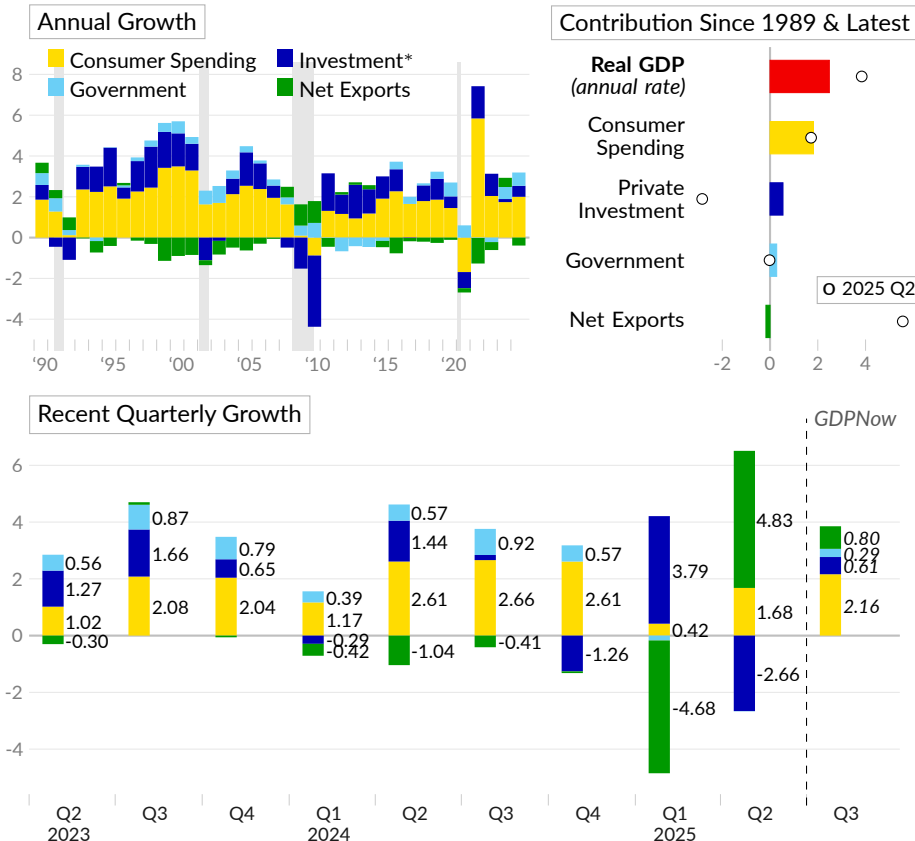 Annual Growth
Consumer Spending
Investment*
Government
Net Exports
8
6
4
2
0
-2
-4
‘90
‘95
‘00
‘05
‘10
‘15
‘20
Contribution Since 1989 & Latest
Real GDP
(annual rate)
Consumer
Spending
Private
Investment
Government
Net Exports
2025 Q2
-2
0
2
4
Recent Quarterly Growth
GDPNow
6
4
2
0
-2
-4
0.56
1.27
1.02
-0.30
0.87
1.66
2.08
0.79
0.65
2.04
0.39
1.17
-0.29
-0.42
0.57
1.44
2.61
-1.04
0.92
2.66
-0.41
0.57
2.61
-1.26
3.79
0.42
-4.68
4.83
1.68
-2.66
0.80
0.29
0.61
2.16
Q2
2023
Q3
Q4
Q1
2024
Q2
Q3
Q4
Q1
2025
Q2
Q3